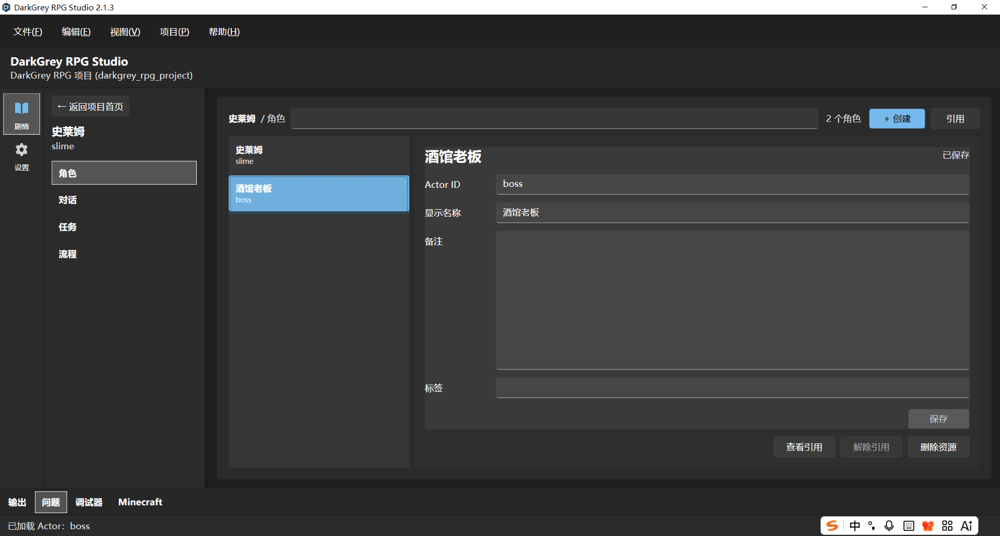 DarkGrey RPG Studio 2.1.3
文件(F) 编辑(E) 视图(V) 项目(P) 帮助(H)
DarkGrey RPG Studio
DarkGrey RPG 项目 (darkgrey_rpg_project)
剧情
设置
← 返回项目首页
史莱姆
slime
角色
对话
任务
流程
史莱姆 / 角色
2 个角色
+ 创建
引用
史莱姆
slime
酒馆老板
boss
酒馆老板
已保存
Actor ID
boss
显示名称
酒馆老板
备注
标签
保存
查看引用
解除引用
删除资源
输出 问题 调试器 Minecraft
已加载 Actor：boss
S 中 °, Ai